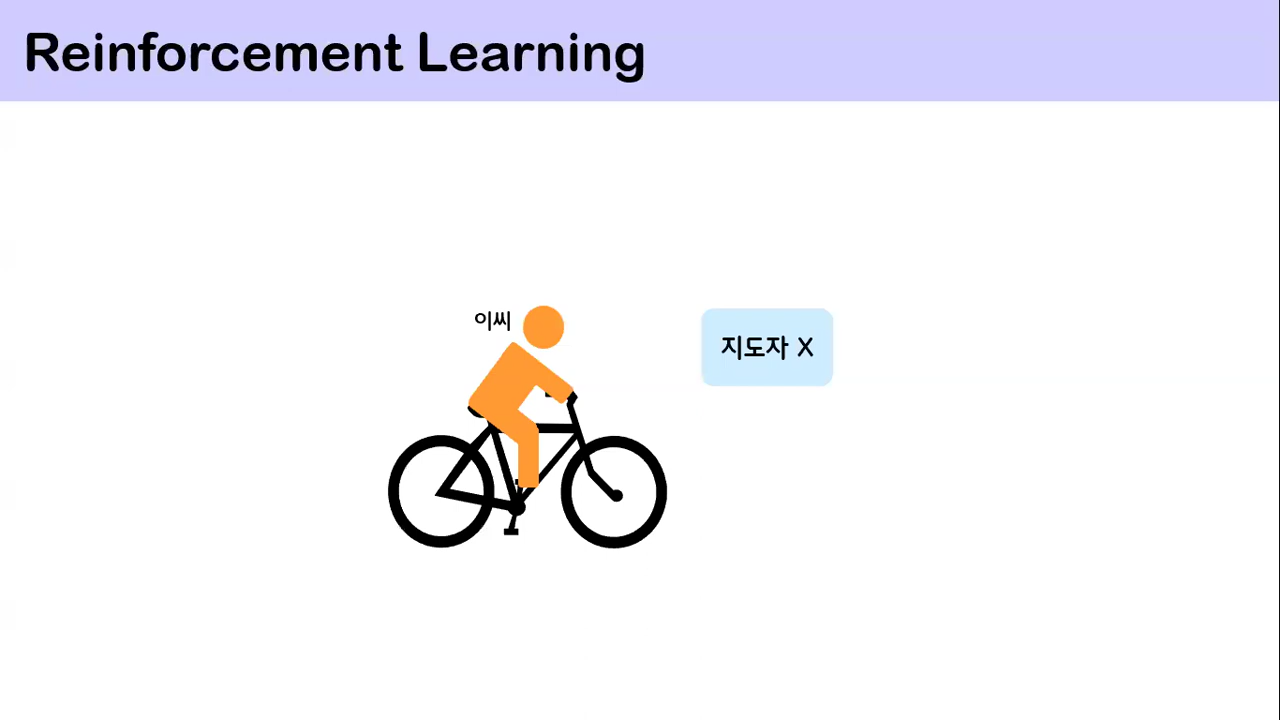 Reinforcement Learning
이씨
지도자 X